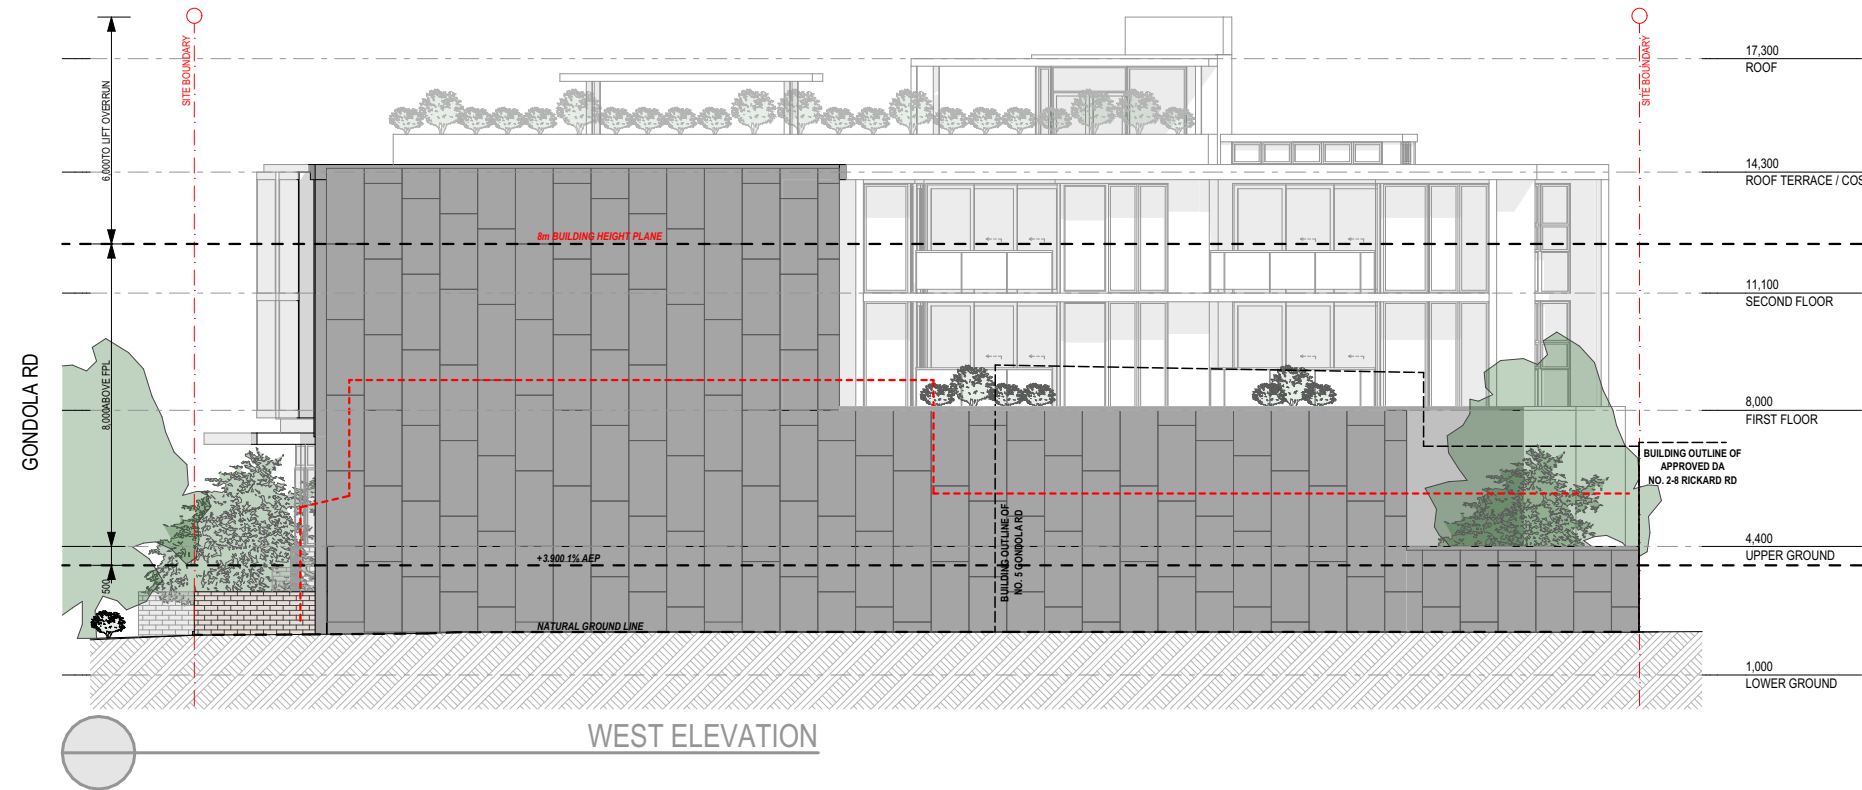 SITE BOUNDARY
SITE BOUNDARY
17,300
ROOF
6.000TO LIFT OVERRUN
14,300
ROOF TERRACE / COS
8m BUILDING HEIGHT PLANE
11,100
SECOND FLOOR
GONDOLA RD
8.000ABOVE FPL
8,000
FIRST FLOOR
BUILDING OUTLINE OF
APPROVED DA
NO. 2-8 RICKARD RD
BUILDING OUTLINE OF
NO. 5 GONDOLA RD
4,400
UPPER GROUND
+3.900 1% AEP
500
NATURAL GROUND LINE
1,000
LOWER GROUND
WEST ELEVATION